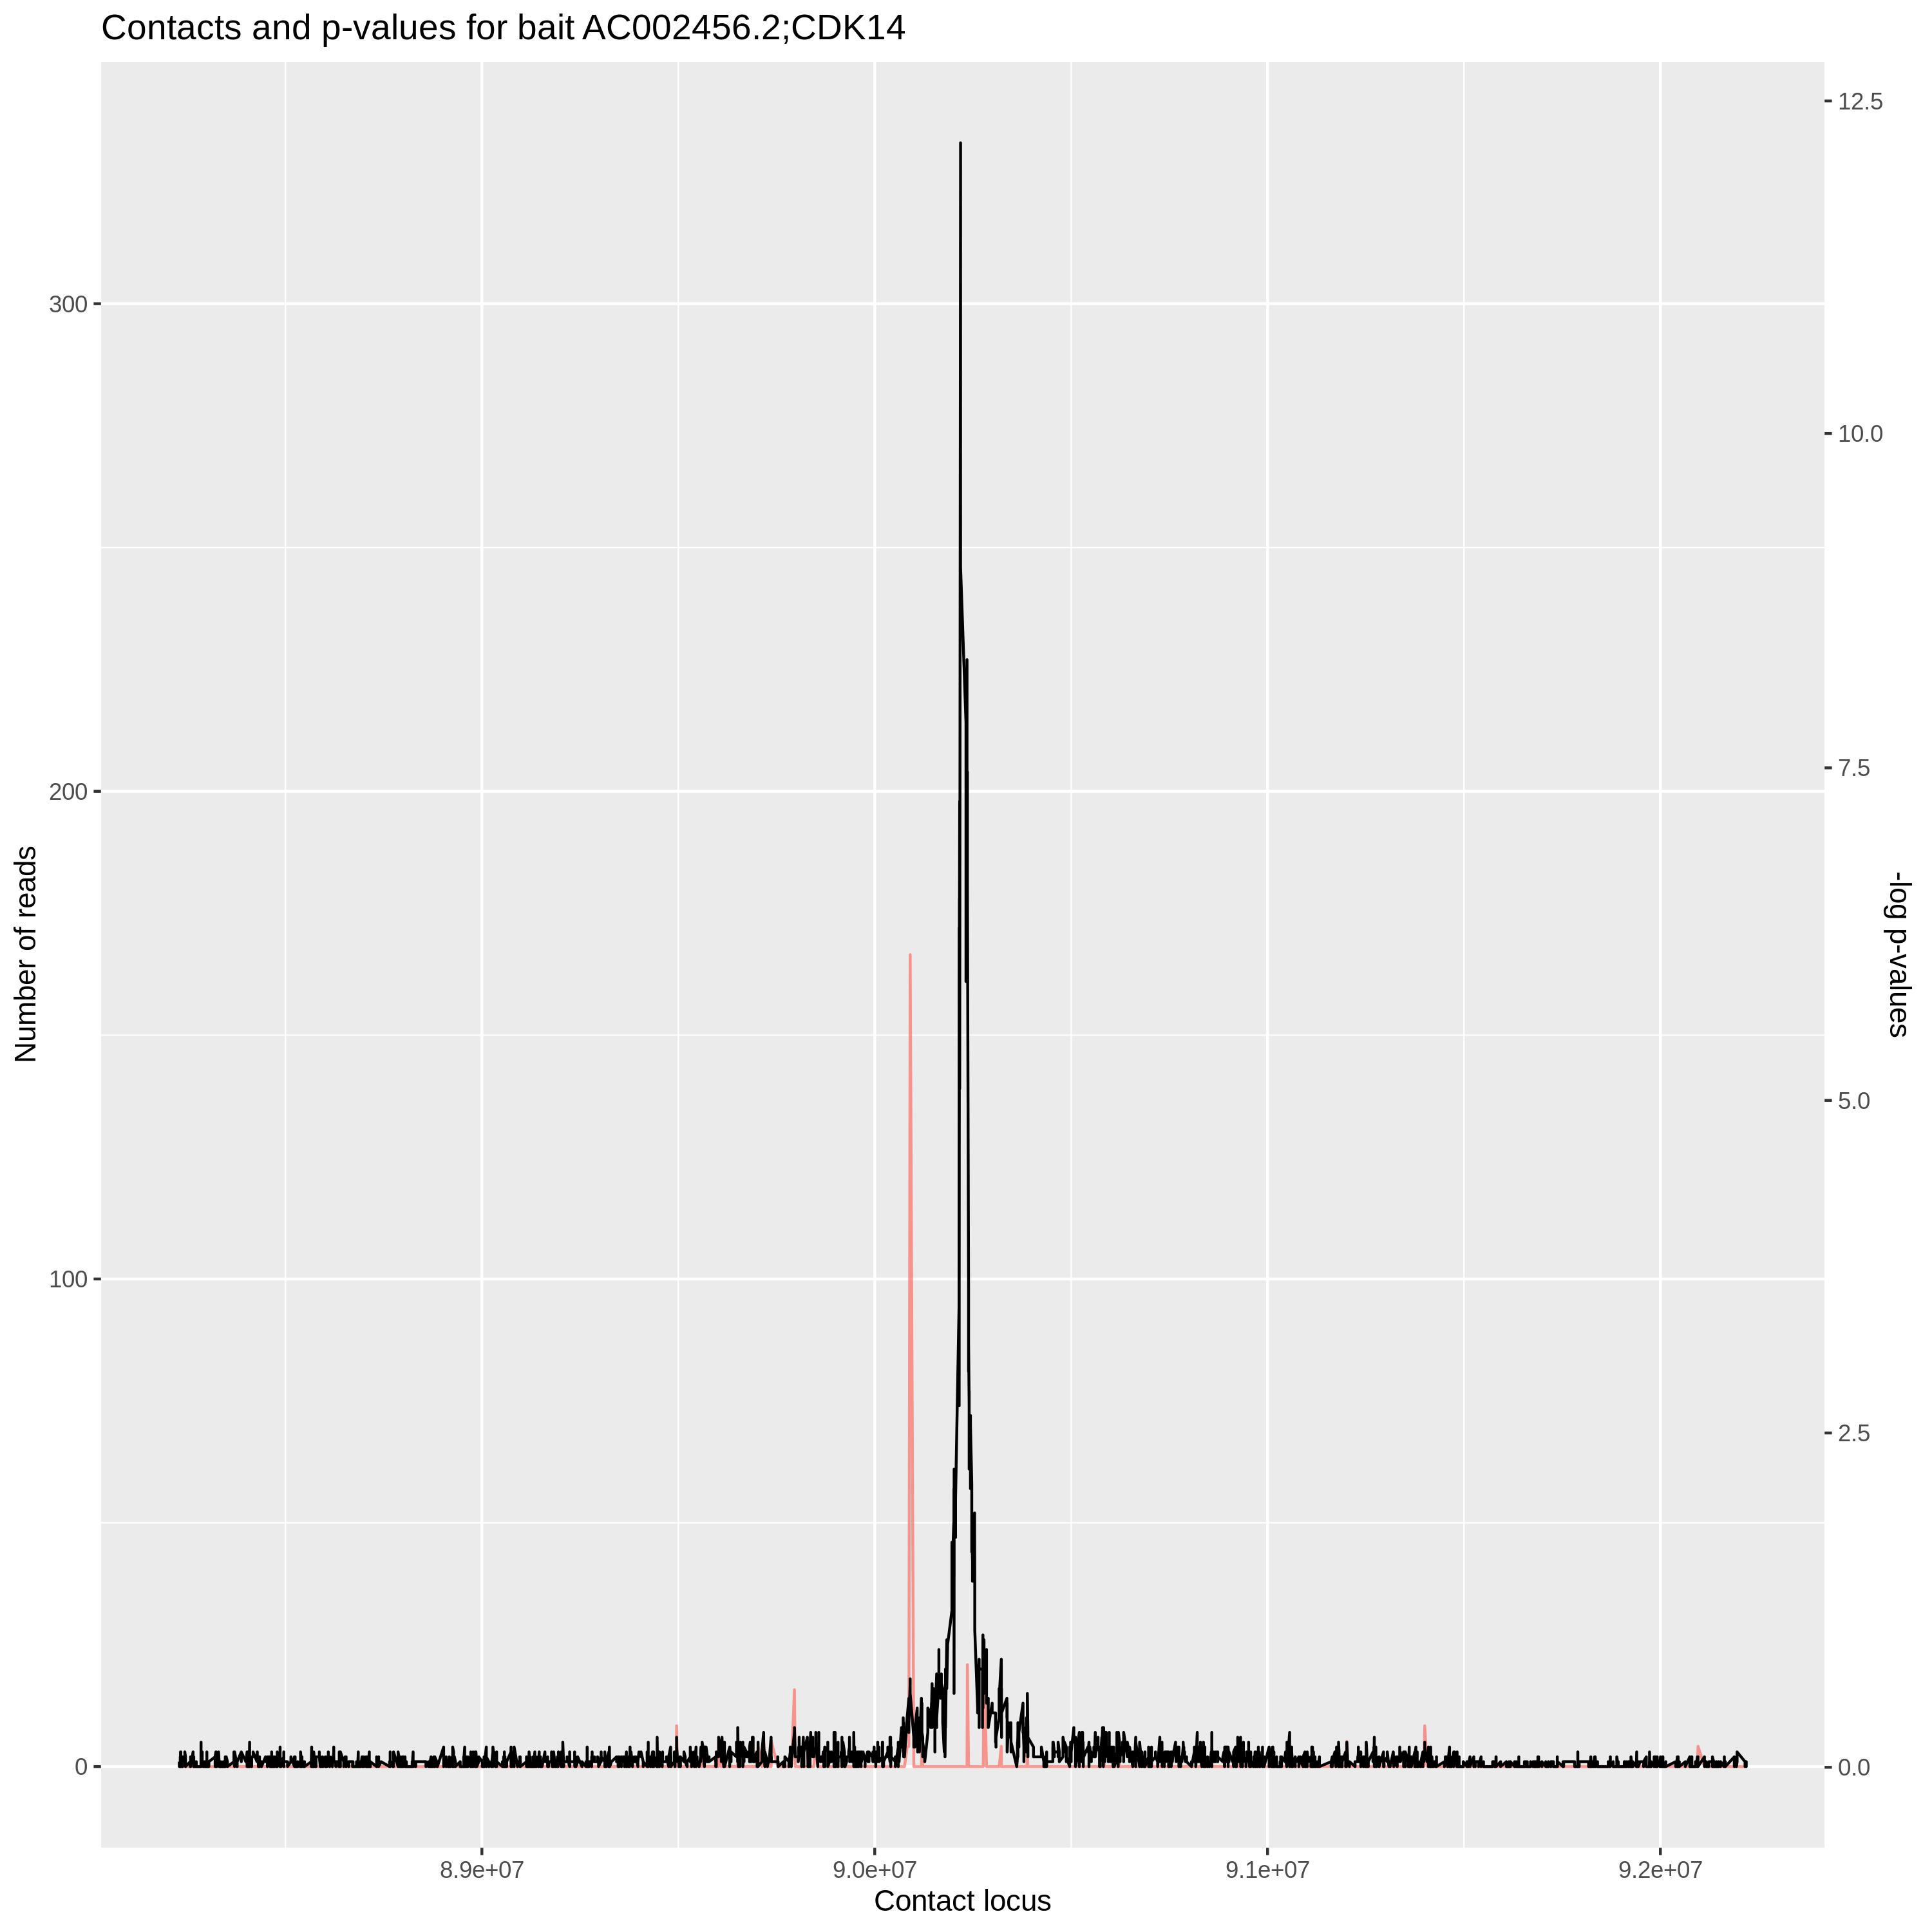 Contacts and p-values for bait AC002456.2;CDK14
12.5
300
10.0
200
7.5
Number of reads
-log p-values
5.0
100
2.5
0
0.0
8.9e+07
9.0e+07
9.1e+07
9.2e+07
Contact locus